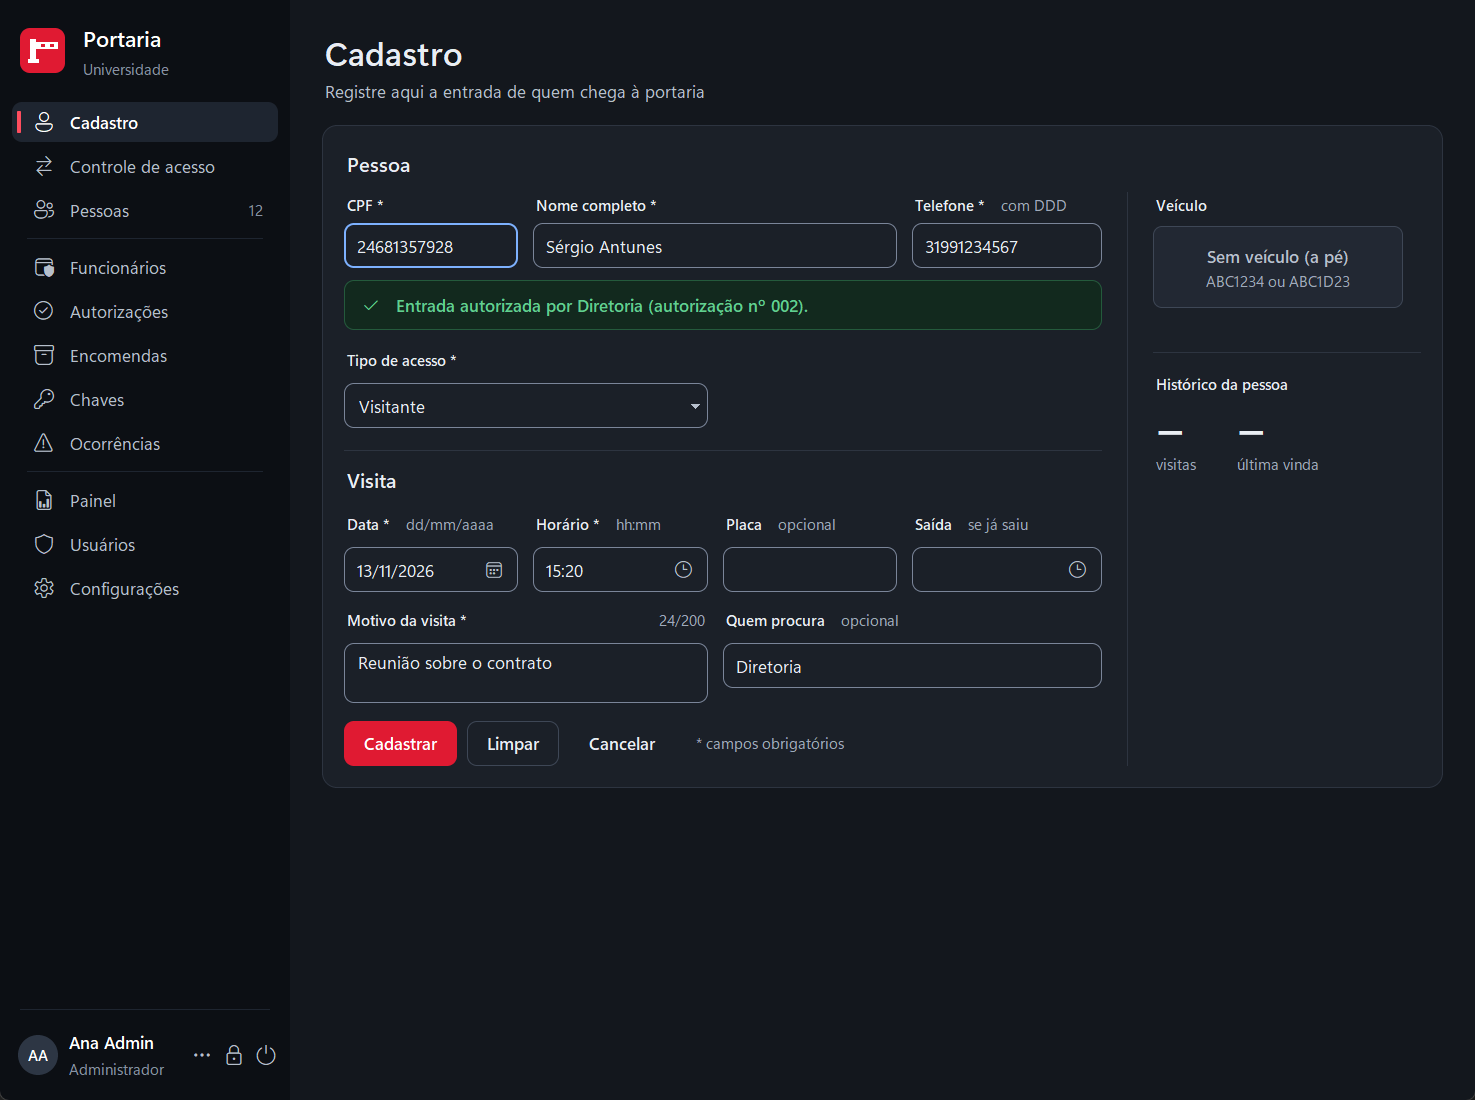 Portaria
Universidade
Cadastro
Controle de acesso
Pessoas 12
Funcionários
Autorizações
Encomendas
Chaves
Ocorrências
Painel
Usuários
Configurações
AA
Ana Admin
Administrador
Cadastro
Registre aqui a entrada de quem chega à portaria
Pessoa
CPF * Nome completo * Telefone * com DDD
24681357928 Sérgio Antunes 31991234567
Entrada autorizada por Diretoria (autorização nº 002).
Tipo de acesso *
Visitante
Visita
Data * dd/mm/aaaa Horário * hh:mm Placa opcional Saída se já saiu
13/11/2026 15:20
Motivo da visita * 24/200 Quem procura opcional
Reunião sobre o contrato Diretoria
Cadastrar Limpar Cancelar * campos obrigatórios
Veículo
Sem veículo (a pé)
ABC1234 ou ABC1D23
Histórico da pessoa
— —
visitas última vinda